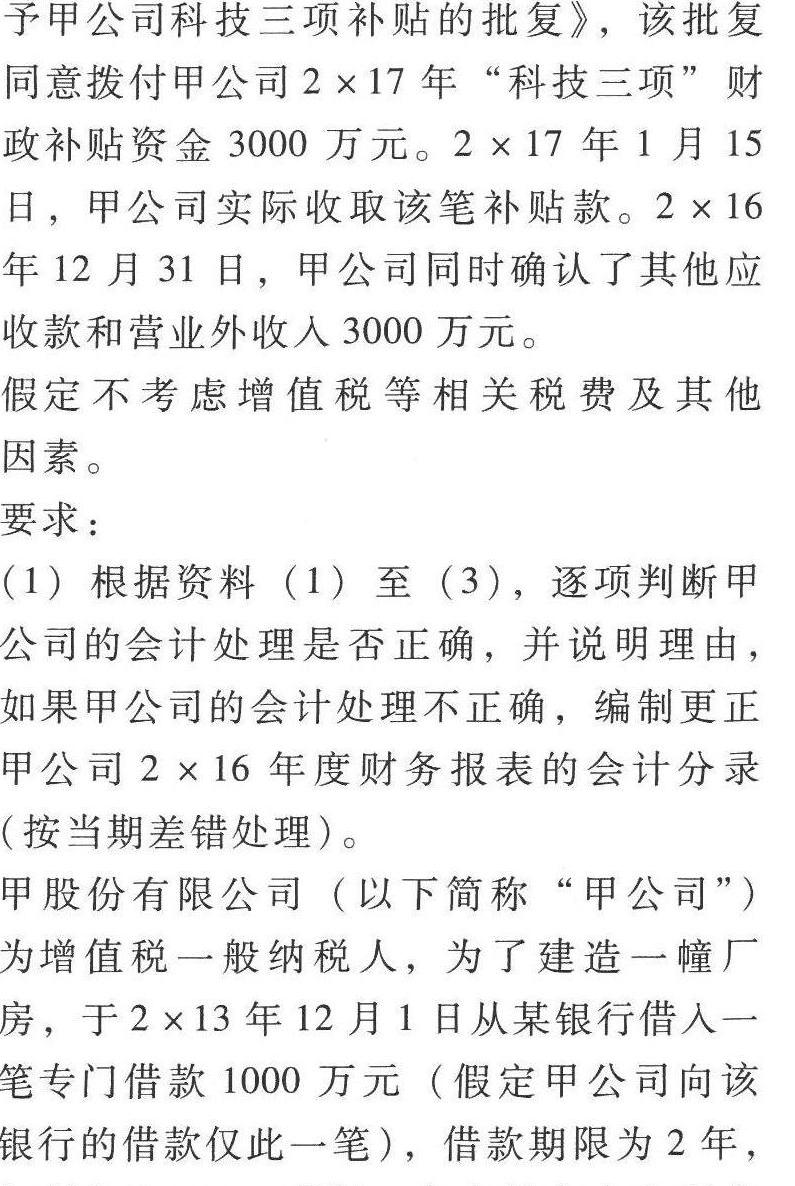 予甲公司科技三项补贴的批复》，该批复
同意拨付甲公司 2×17 年“科技三项”财
政补贴资金 3000 万元。2×17 年 1 月 15
日，甲公司实际收取该笔补贴款。2×16
年 12 月 31 日，甲公司同时确认了其他应
收款和营业外收入 3000 万元。
假定不考虑增值税等相关税费及其他
因素。
要求：
(1) 根据资料（1）至（3），逐项判断甲
公司的会计处理是否正确，并说明理由，
如果甲公司的会计处理不正确，编制更正
甲公司 2×16 年度财务报表的会计分录
(按当期差错处理)。
甲股份有限公司（以下简称“甲公司”）
为增值税一般纳税人，为了建造一幢厂
房，于 2×13 年 12 月 1 日从某银行借入一
笔专门借款 1000 万元（假定甲公司向该
银行的借款仅此一笔），借款期限为 2 年，